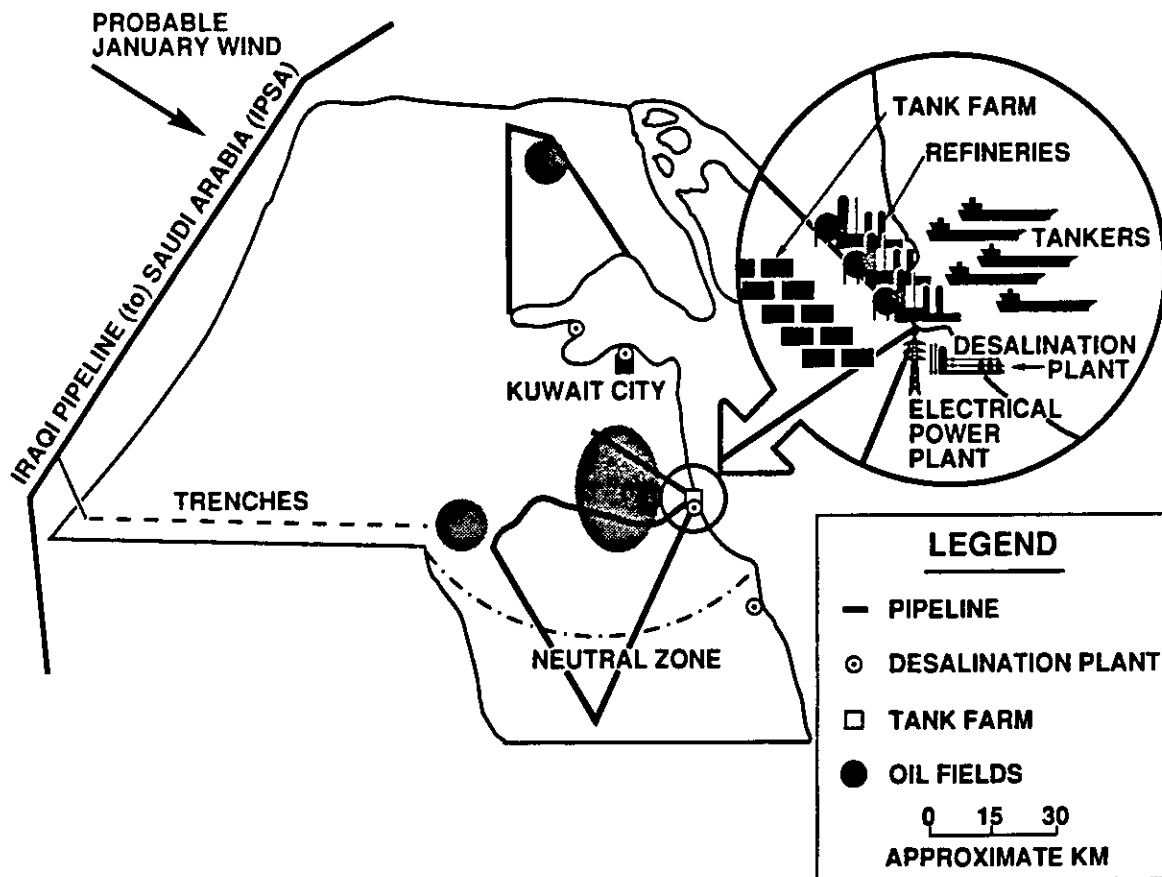 PROBABLE
JANUARY WIND
IRAQI PIPELINE (to) SAUDI ARABIA (IPSA)
TANK FARM
REFINERIES
TANKERS
DESALINATION
PLANT
ELECTRICAL
POWER
PLANT
KUWAIT CITY
TRENCHES
NEUTRAL ZONE
LEGEND
PIPELINE
DESALINATION PLANT
TANK FARM
OIL FIELDS
0 15 30
APPROXIMATE KM